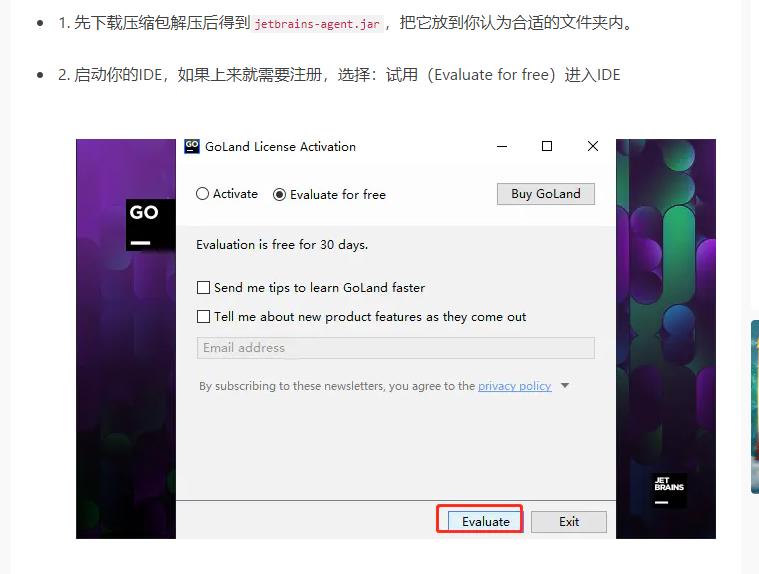 1. 先下载压缩包解压后得到 jetbrains-agent.jar ，把它放到你认为合适的文件夹内。
2. 启动你的IDE，如果上来就需要注册，选择：试用（Evaluate for free）进入IDE
GO GoLand License Activation
Activate Evaluate for free Buy GoLand
GO
Evaluation is free for 30 days.
Send me tips to learn GoLand faster
Tell me about new product features as they come out
Email address
By subscribing to these newsletters, you agree to the privacy policy
JET
BRAINS
Evaluate Exit